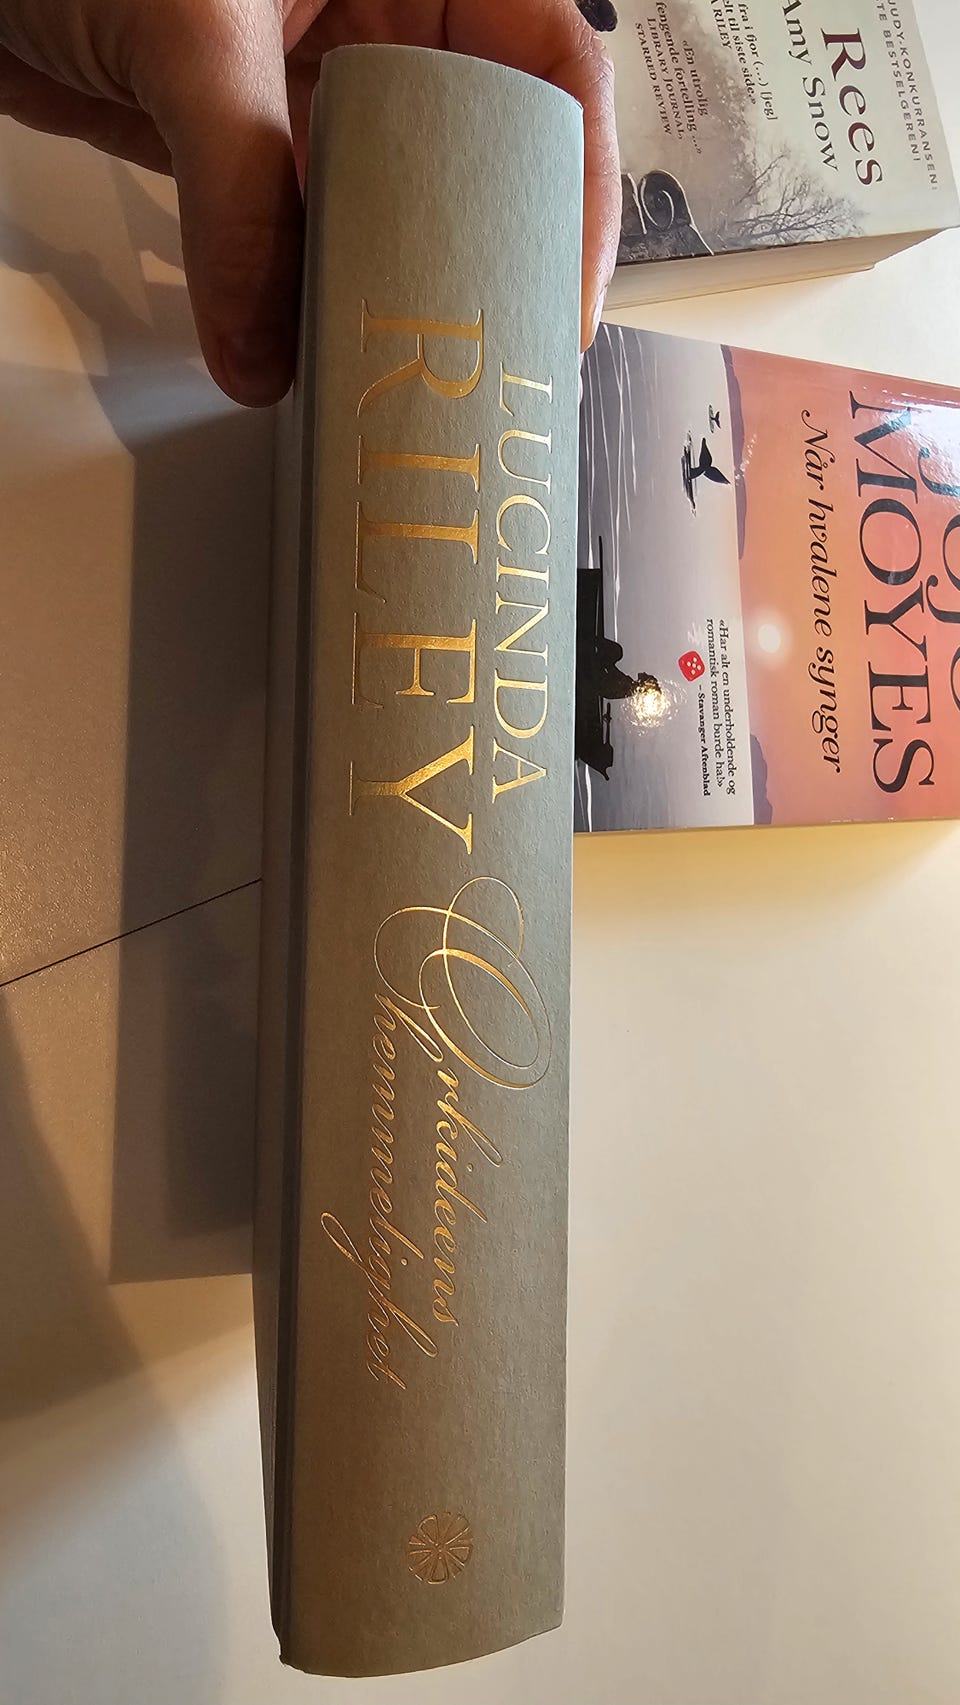 LUCINDA
RILEY
Orkideens
hemmelighet
JUDY-KONKURRANSEN:
BESTSELGEREN!
Rees
Amy Snow
fra i fjor (...) [jeg]
til siste side.»
RILEY
«En utrolig
fengende fortelling ...»
LIBRARY JOURNAL,
STARRED REVIEW
MOYES
Når hvalene synger
«Har alt en underholdende og
romantisk roman burde ha!»
– Stavanger Aftenblad